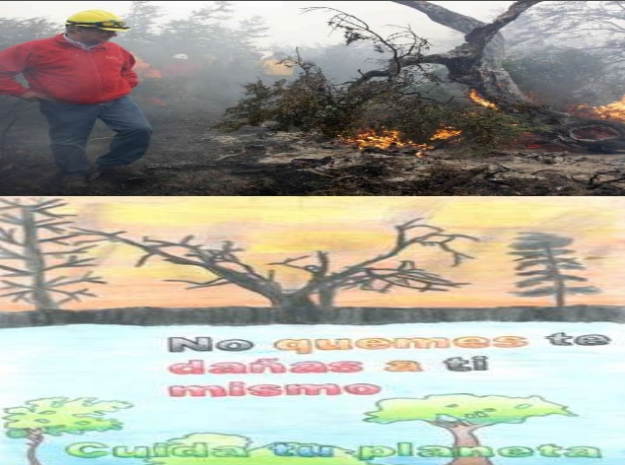 No quemes te
dañas a ti
mismo
Cuida tu planeta